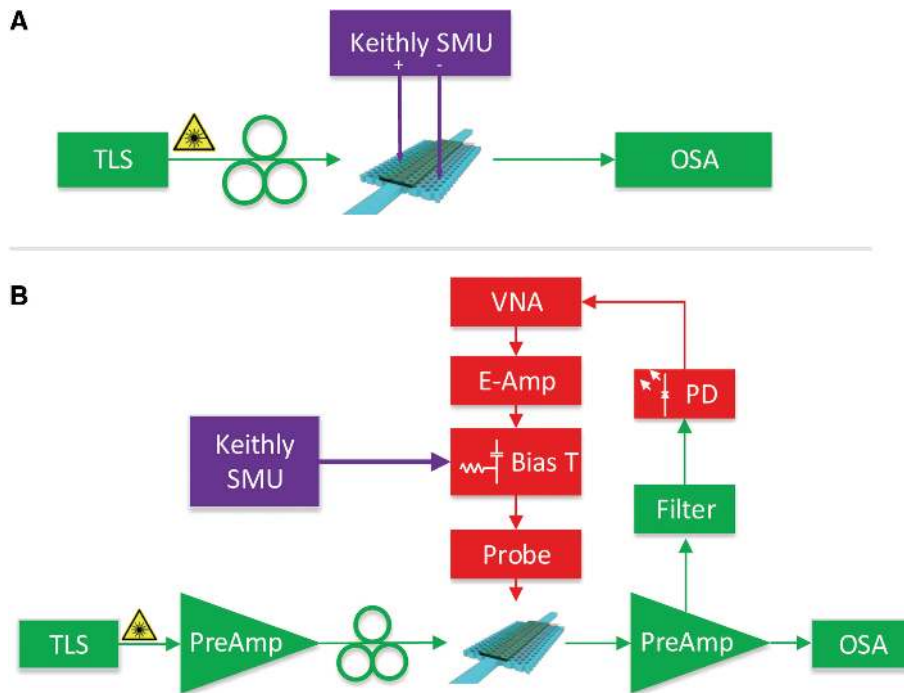 A
Keithly SMU
+ -
TLS
OSA
B
VNA
E-Amp
PD
Keithly
SMU
Bias T
Filter
Probe
TLS
PreAmp
PreAmp
OSA